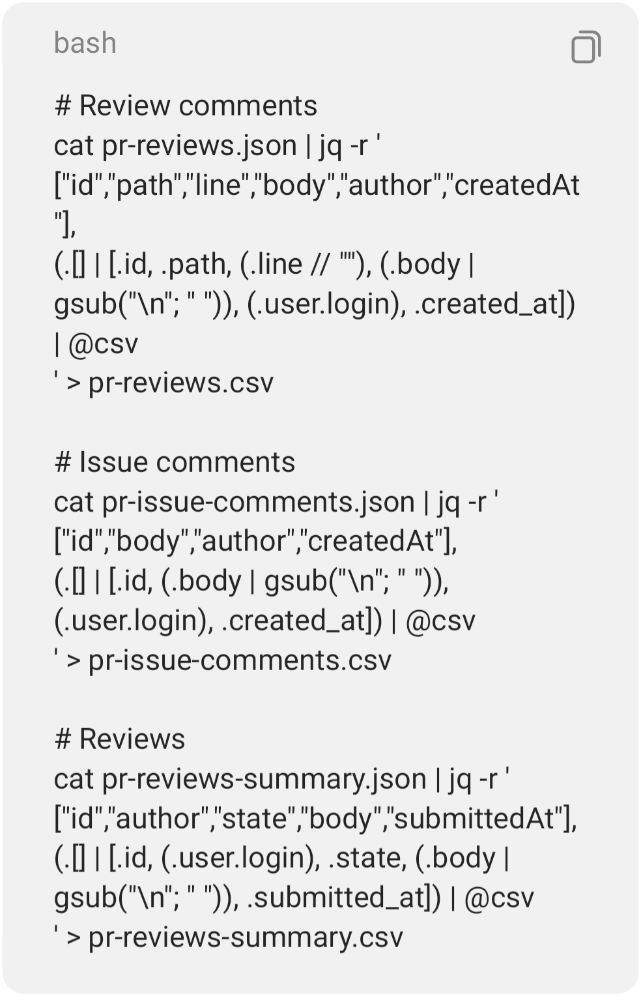 bash
# Review comments
cat pr-reviews.json | jq -r '
["id","path","line","body","author","createdAt
"],
(.[] | [.id, .path, (.line // ""), (.body |
gsub("\n"; " ")), (.user.login), .created_at])
| @csv
' > pr-reviews.csv
# Issue comments
cat pr-issue-comments.json | jq -r '
["id","body","author","createdAt"],
(.[] | [.id, (.body | gsub("\n"; " ")),
(.user.login), .created_at]) | @csv
' > pr-issue-comments.csv
# Reviews
cat pr-reviews-summary.json | jq -r '
["id","author","state","body","submittedAt"],
(.[] | [.id, (.user.login), .state, (.body |
gsub("\n"; " ")), .submitted_at]) | @csv
' > pr-reviews-summary.csv